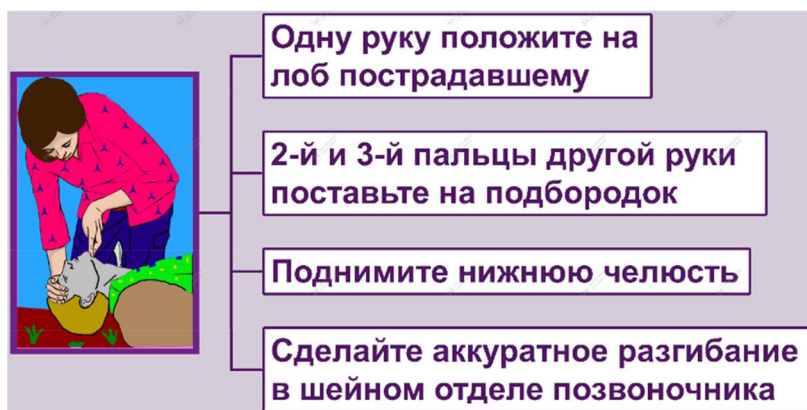 Одну руку положите на
лоб пострадавшему
2-й и 3-й пальцы другой руки
поставьте на подбородок
Поднимите нижнюю челюсть
Сделайте аккуратное разгибание
в шейном отделе позвоночника